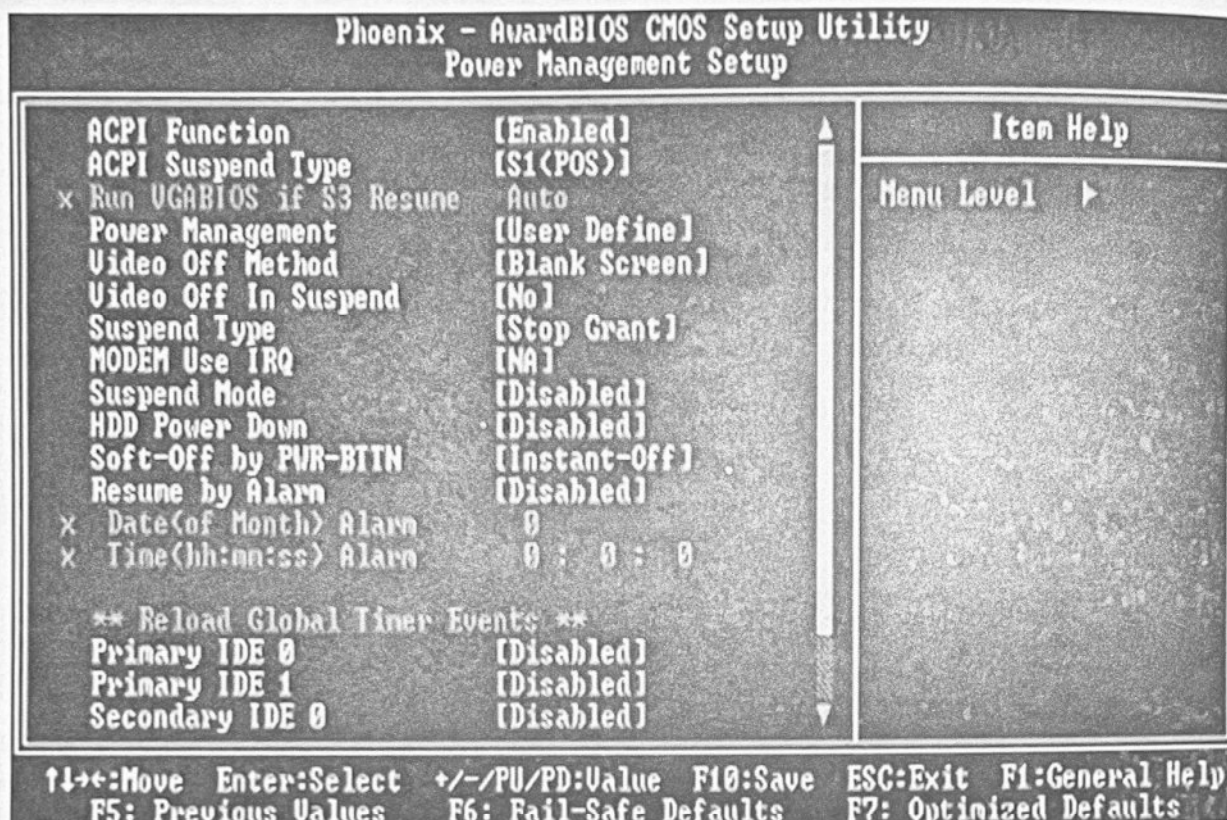 Phoenix - AwardBIOS CMOS Setup Utility
Power Management Setup
ACPI Function [Enabled]
ACPI Suspend Type [S1(POS)]
x Run VGABIOS if S3 Resume Auto
Power Management [User Define]
Video Off Method [Blank Screen]
Video Off In Suspend [No]
Suspend Type [Stop Grant]
MODEM Use IRQ [NA]
Suspend Mode [Disabled]
HDD Power Down [Disabled]
Soft-Off by PWR-BTTN [Instant-Off]
Resume by Alarm [Disabled]
x Date(of Month) Alarm 0
x Time(hh:mm:ss) Alarm 0 : 0 : 0
** Reload Global Timer Events **
Primary IDE 0 [Disabled]
Primary IDE 1 [Disabled]
Secondary IDE 0 [Disabled]
Item Help
Menu Level ▶
↑↓→←:Move Enter:Select +/-/PU/PD:Value F10:Save ESC:Exit F1:General Help
F5: Previous Values F6: Fail-Safe Defaults F7: Optimized Defaults